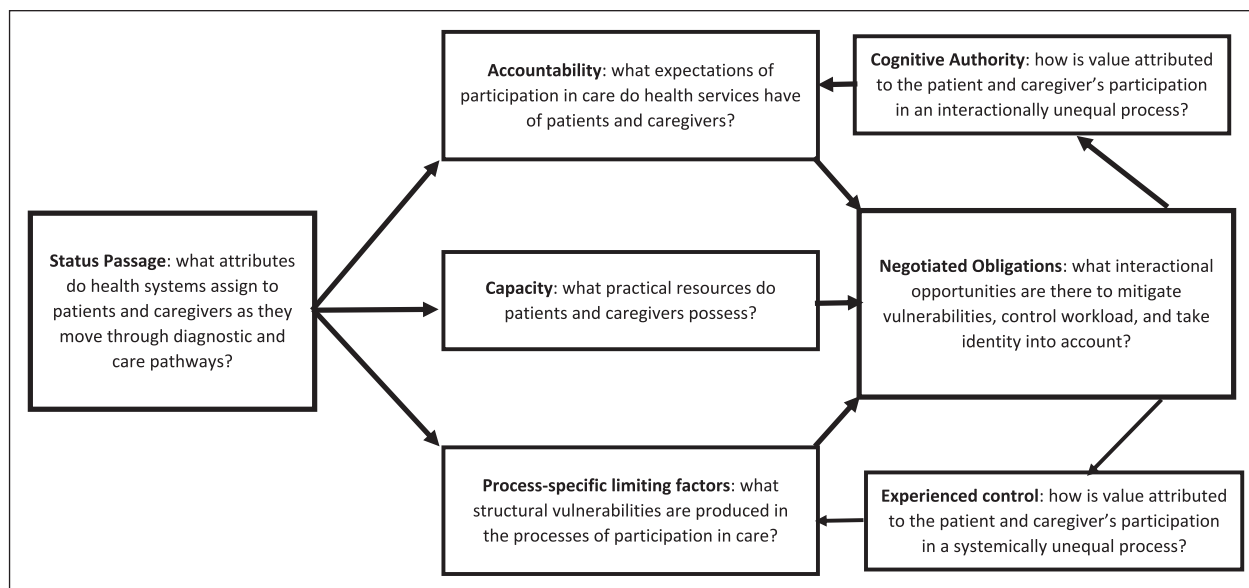 Status Passage: what attributes
do health systems assign to
patients and caregivers as they
move through diagnostic and
care pathways?
Accountability: what expectations of
participation in care do health services have
of patients and caregivers?
Capacity: what practical resources do
patients and caregivers possess?
Process-specific limiting factors: what
structural vulnerabilities are produced in
the processes of participation in care?
Cognitive Authority: how is value attributed
to the patient and caregiver’s participation
in an interactionally unequal process?
Negotiated Obligations: what interactional
opportunities are there to mitigate
vulnerabilities, control workload, and take
identity into account?
Experienced control: how is value attributed
to the patient and caregiver’s participation
in a systemically unequal process?